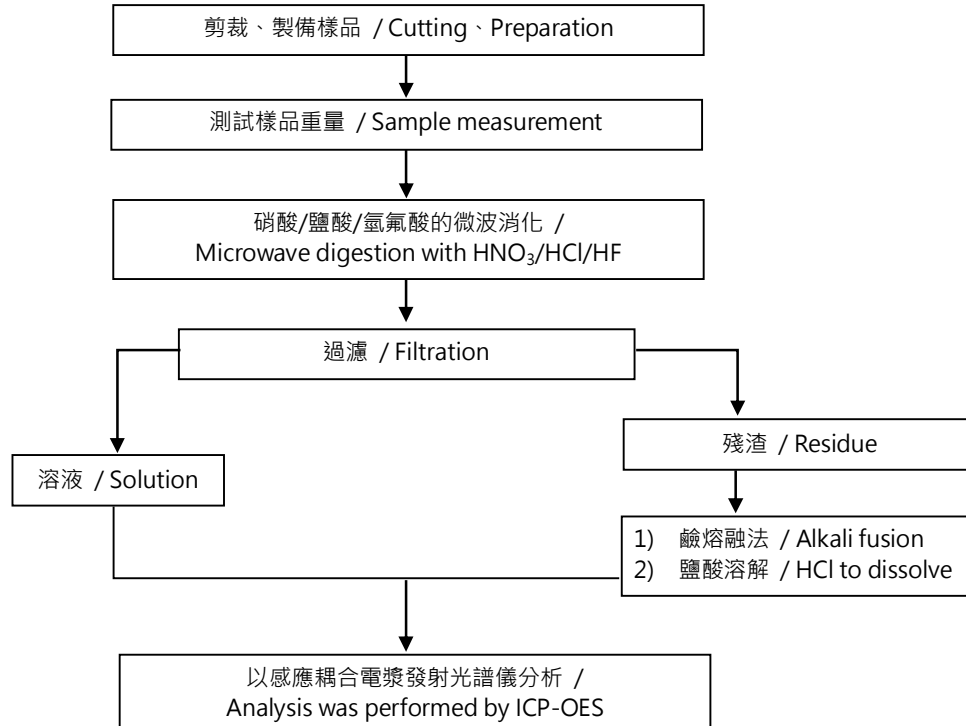 剪裁、製備樣品 / Cutting、Preparation
測試樣品重量 / Sample measurement
硝酸/鹽酸/氫氟酸的微波消化 /
Microwave digestion with HNO₃/HCl/HF
過濾 / Filtration
溶液 / Solution
殘渣 / Residue
1) 鹼熔融法 / Alkali fusion
2) 鹽酸溶解 / HCl to dissolve
以感應耦合電漿發射光譜儀分析 /
Analysis was performed by ICP-OES